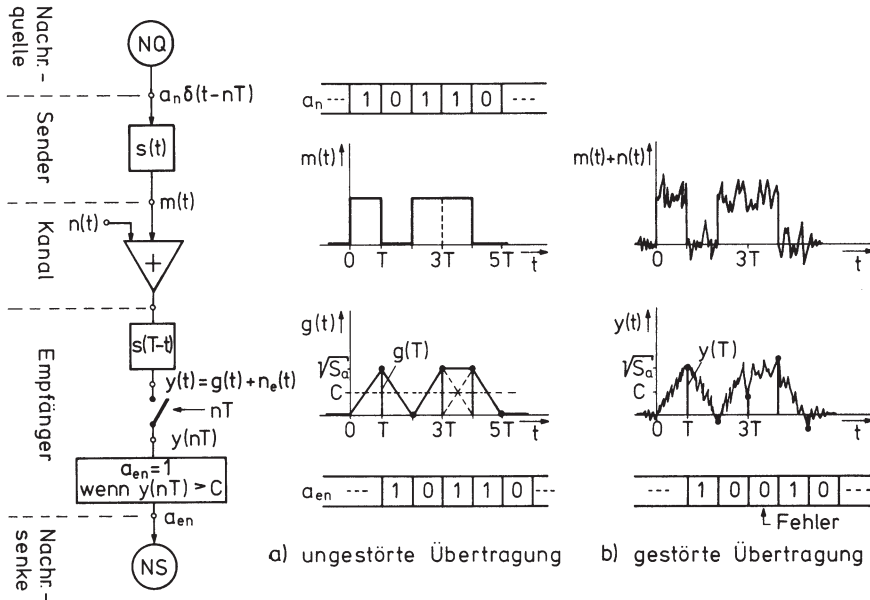 Nachr.-
quelle
NQ
aₙδ(t−nT)
Sender
s(t)
m(t)
Kanal
n(t)
+
Empfänger
s(T−t)
y(t)=g(t)+nₑ(t)
nT
y(nT)
aₑₙ=1
wenn y(nT) > C
aₑₙ
Nachr.-
senke
NS
aₙ --- 1 0 1 1 0 ---
m(t)
0 T 3T 5T t
g(t)
√Sₐ
C
g(T)
0 T 3T 5T t
aₑₙ --- 1 0 1 1 0 ---
a) ungestörte Übertragung
m(t)+n(t)
0 3T t
y(t)
√Sₐ
C
y(T)
0 T 3T t
--- 1 0 0 1 0 ---
Fehler
b) gestörte Übertragung